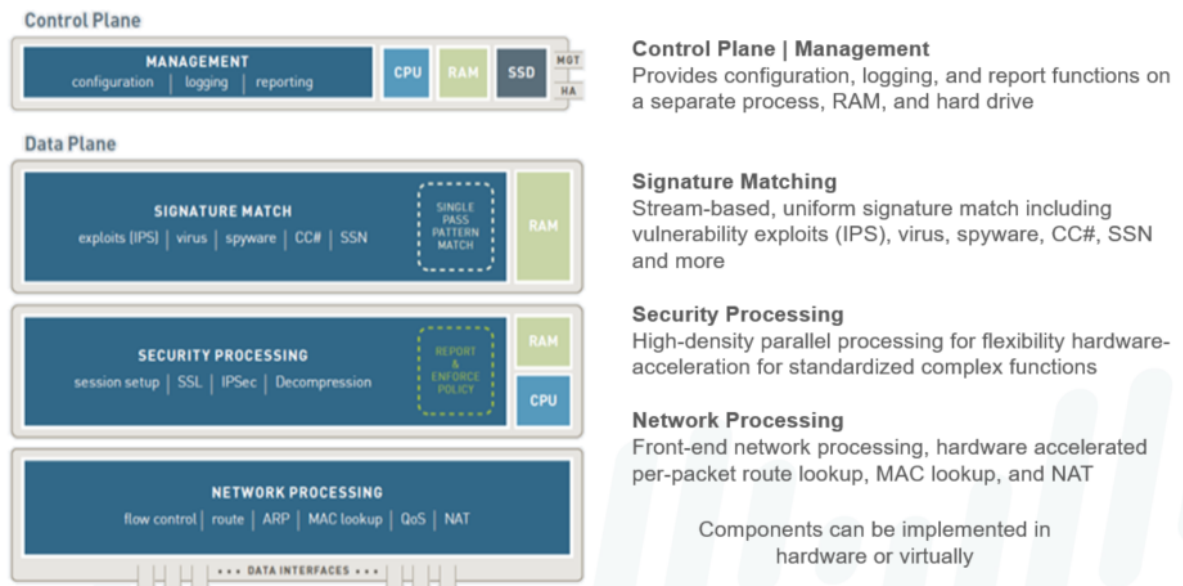 Control Plane
MANAGEMENT
configuration | logging | reporting
CPU
RAM
SSD
MGT
HA
Control Plane | Management
Provides configuration, logging, and report functions on
a separate process, RAM, and hard drive
Data Plane
SIGNATURE MATCH
exploits (IPS) | virus | spyware | CC# | SSN
SINGLE
PASS
PATTERN
MATCH
RAM
Signature Matching
Stream-based, uniform signature match including
vulnerability exploits (IPS), virus, spyware, CC#, SSN
and more
SECURITY PROCESSING
session setup | SSL | IPSec | Decompression
REPORT
&
ENFORCE
POLICY
RAM
CPU
Security Processing
High-density parallel processing for flexibility hardware-
acceleration for standardized complex functions
NETWORK PROCESSING
flow control | route | ARP | MAC lookup | QoS | NAT
••• DATA INTERFACES •••
Network Processing
Front-end network processing, hardware accelerated
per-packet route lookup, MAC lookup, and NAT
Components can be implemented in
hardware or virtually